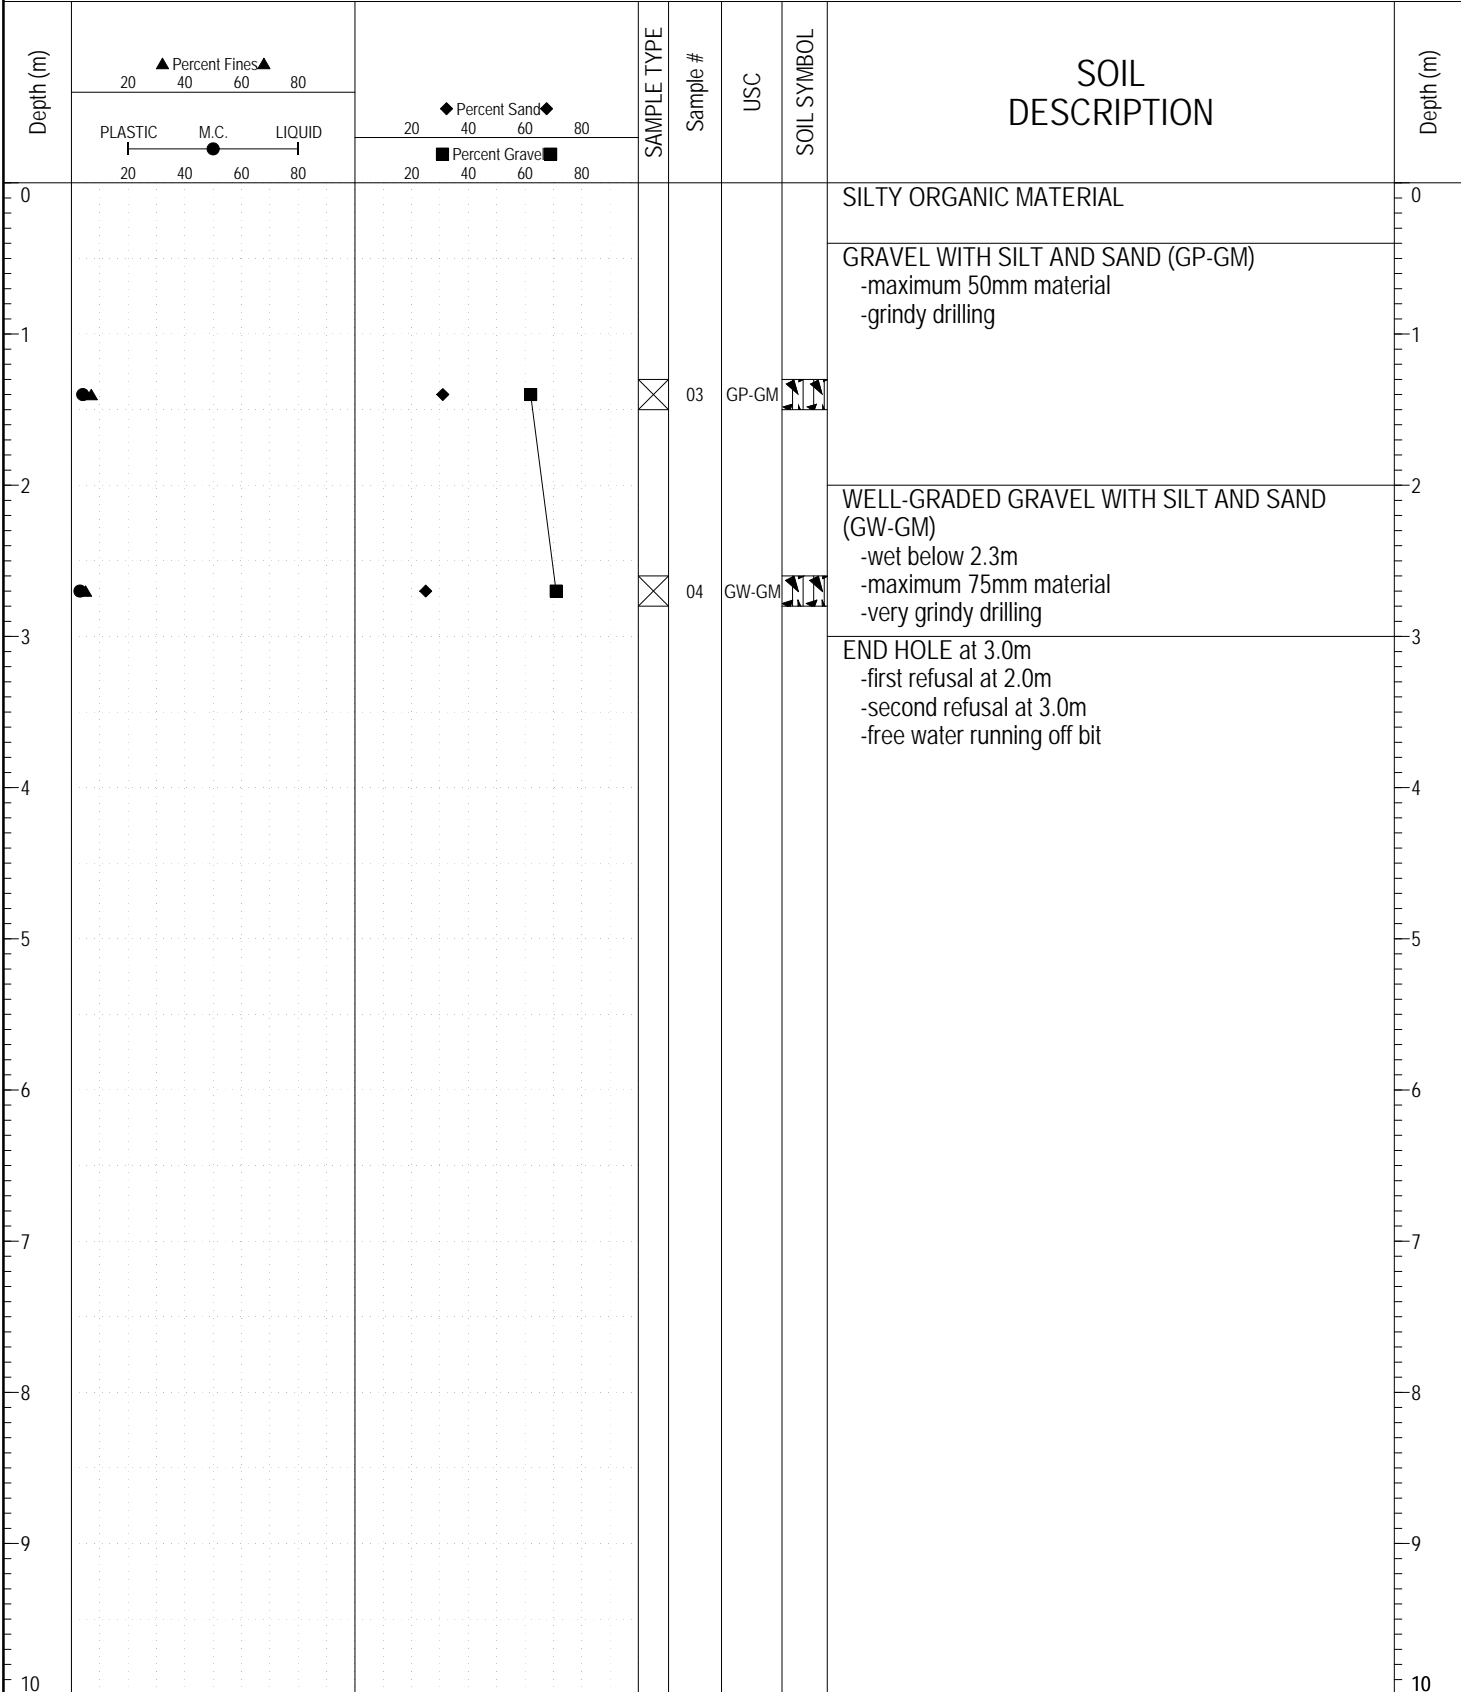 Depth (m)
▲ Percent Fines ▲
20 40 60 80
PLASTIC M.C. LIQUID
20 40 60 80
◆ Percent Sand ◆
20 40 60 80
■ Percent Gravel ■
20 40 60 80
SAMPLE TYPE
Sample #
USC
SOIL SYMBOL
SOIL
DESCRIPTION
Depth (m)
0
SILTY ORGANIC MATERIAL
0
GRAVEL WITH SILT AND SAND (GP-GM)
-maximum 50mm material
-grindy drilling
1
1
03 GP-GM
2
2
WELL-GRADED GRAVEL WITH SILT AND SAND
(GW-GM)
-wet below 2.3m
-maximum 75mm material
-very grindy drilling
04 GW-GM
3
3
END HOLE at 3.0m
-first refusal at 2.0m
-second refusal at 3.0m
-free water running off bit
4
4
5
5
6
6
7
7
8
8
9
9
10
10